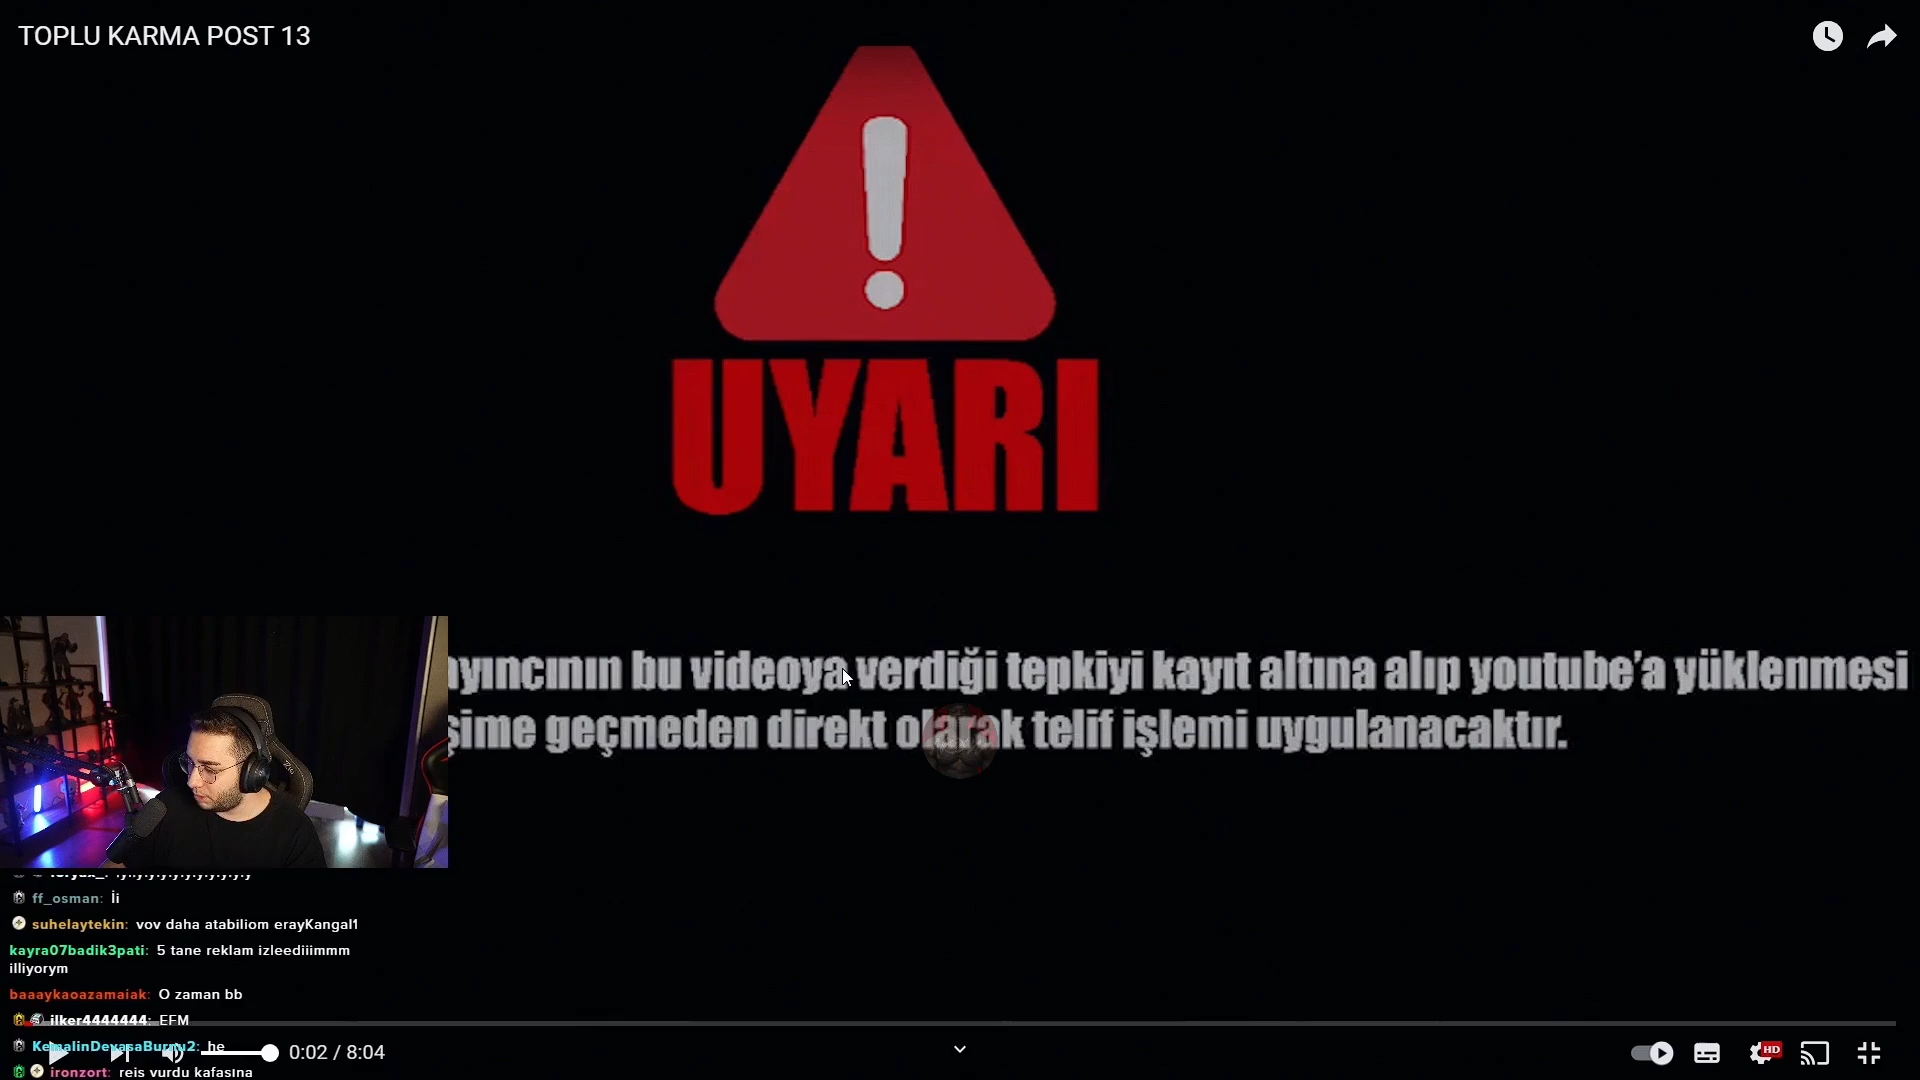 TOPLU KARMA POST 13
UYARI
bu videoya verdiği tepkiyi kayıt altına alıp youtube'a yüklenmesi
geçmeden direkt olarak telif işlemi uygulanacaktır.
ff_osman: İi
suhelaytekin: vov daha atabiliom erayKangal1
kayra07badik3pati: 5 tane reklam izleediiimmm
illiyorym
baaaykaoazamaiak: O zaman bb
ilker4444444: EFM
KemalinDevasaBurnu2: he
0:02 / 8:04
HD
ironzort: reis vurdu kafasına